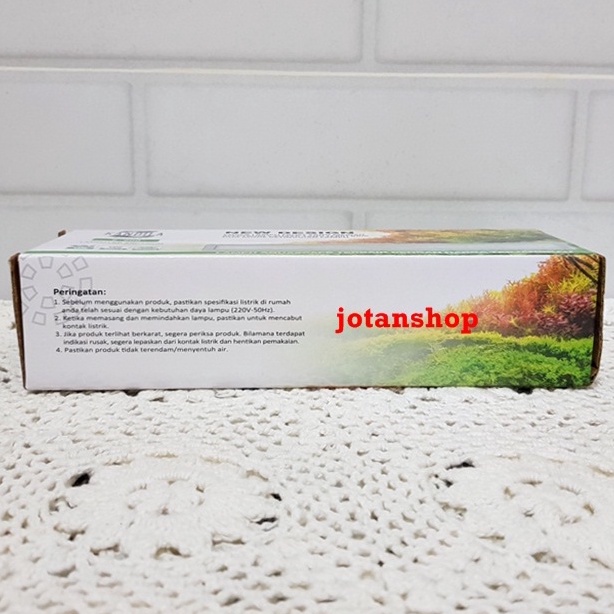 NEW DESIGN
Peringatan:
1. Sebelum menggunakan produk, pastikan spesifikasi listrik di rumah
anda telah sesuai dengan kebutuhan daya lampu (220V-50Hz).
2. Ketika memasang dan memindahkan lampu, pastikan untuk mencabut
kontak listrik.
3. Jika produk terlihat berkarat, segera periksa produk. Bilamana terdapat
indikasi rusak, segera lepaskan dari kontak listrik dan hentikan pemakaian.
4. Pastikan produk tidak terendam/menyentuh air.
jotanshop